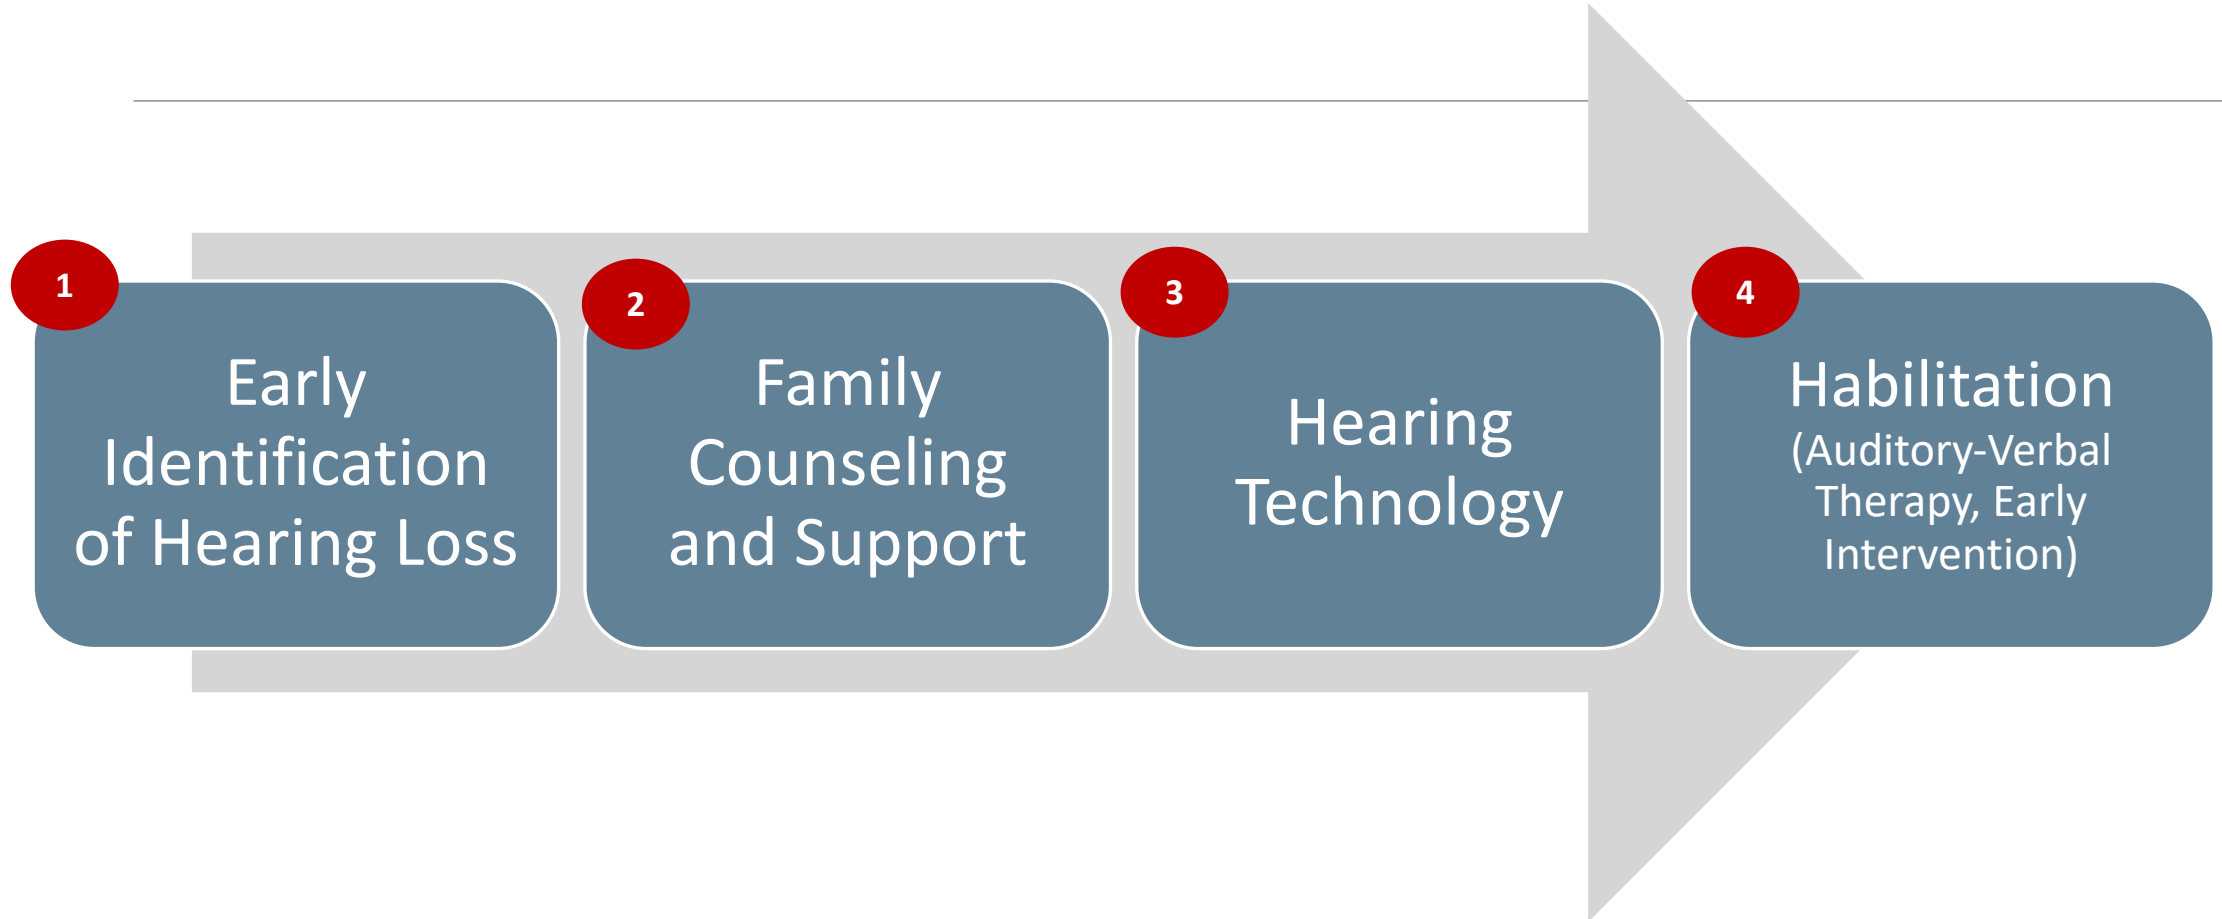 1
Early
Identification
of Hearing Loss
2
Family
Counseling
and Support
3
Hearing
Technology
4
Habilitation
(Auditory-Verbal
Therapy, Early
Intervention)